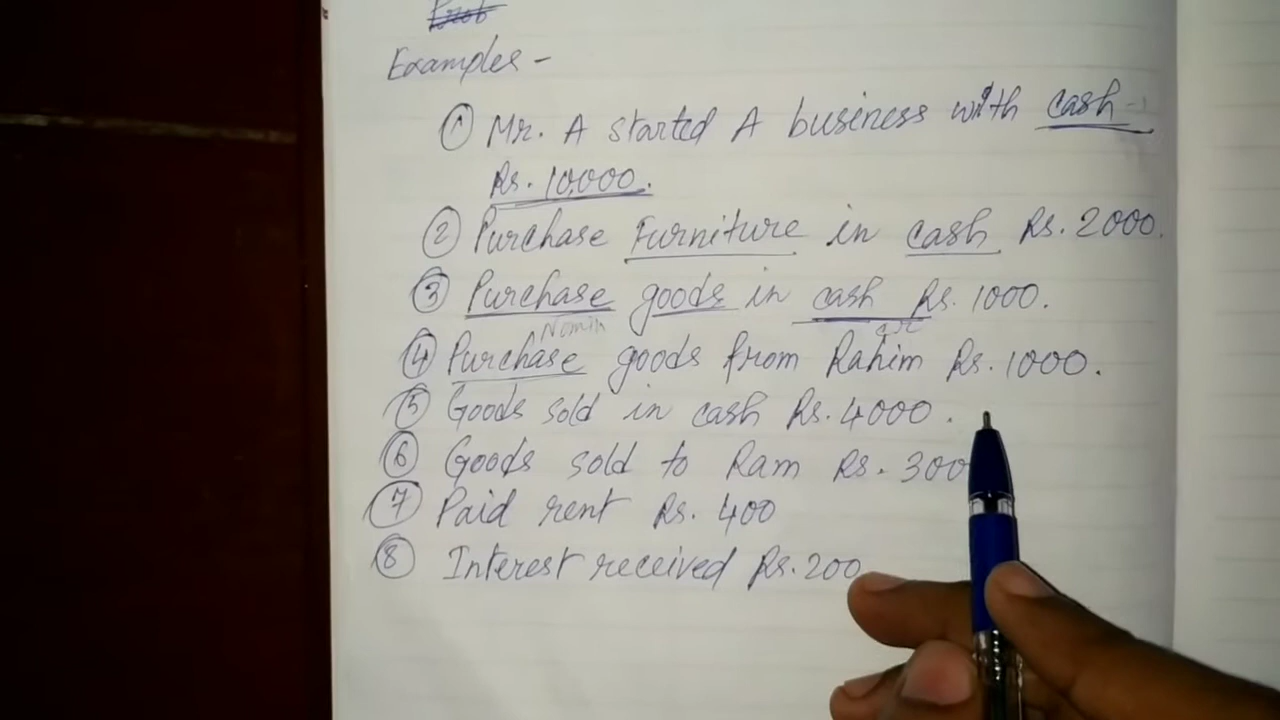 Examples -
① Mr. A started A business with cash
Rs. 10,000.
② Purchase Furniture in cash Rs. 2000.
③ Purchase goods in cash Rs. 1000.
④ Purchase goods from Rahim Rs. 1000.
⑤ Goods sold in cash Rs. 4000.
⑥ Goods sold to Ram Rs. 300
⑦ Paid rent Rs. 400
⑧ Interest received Rs. 200